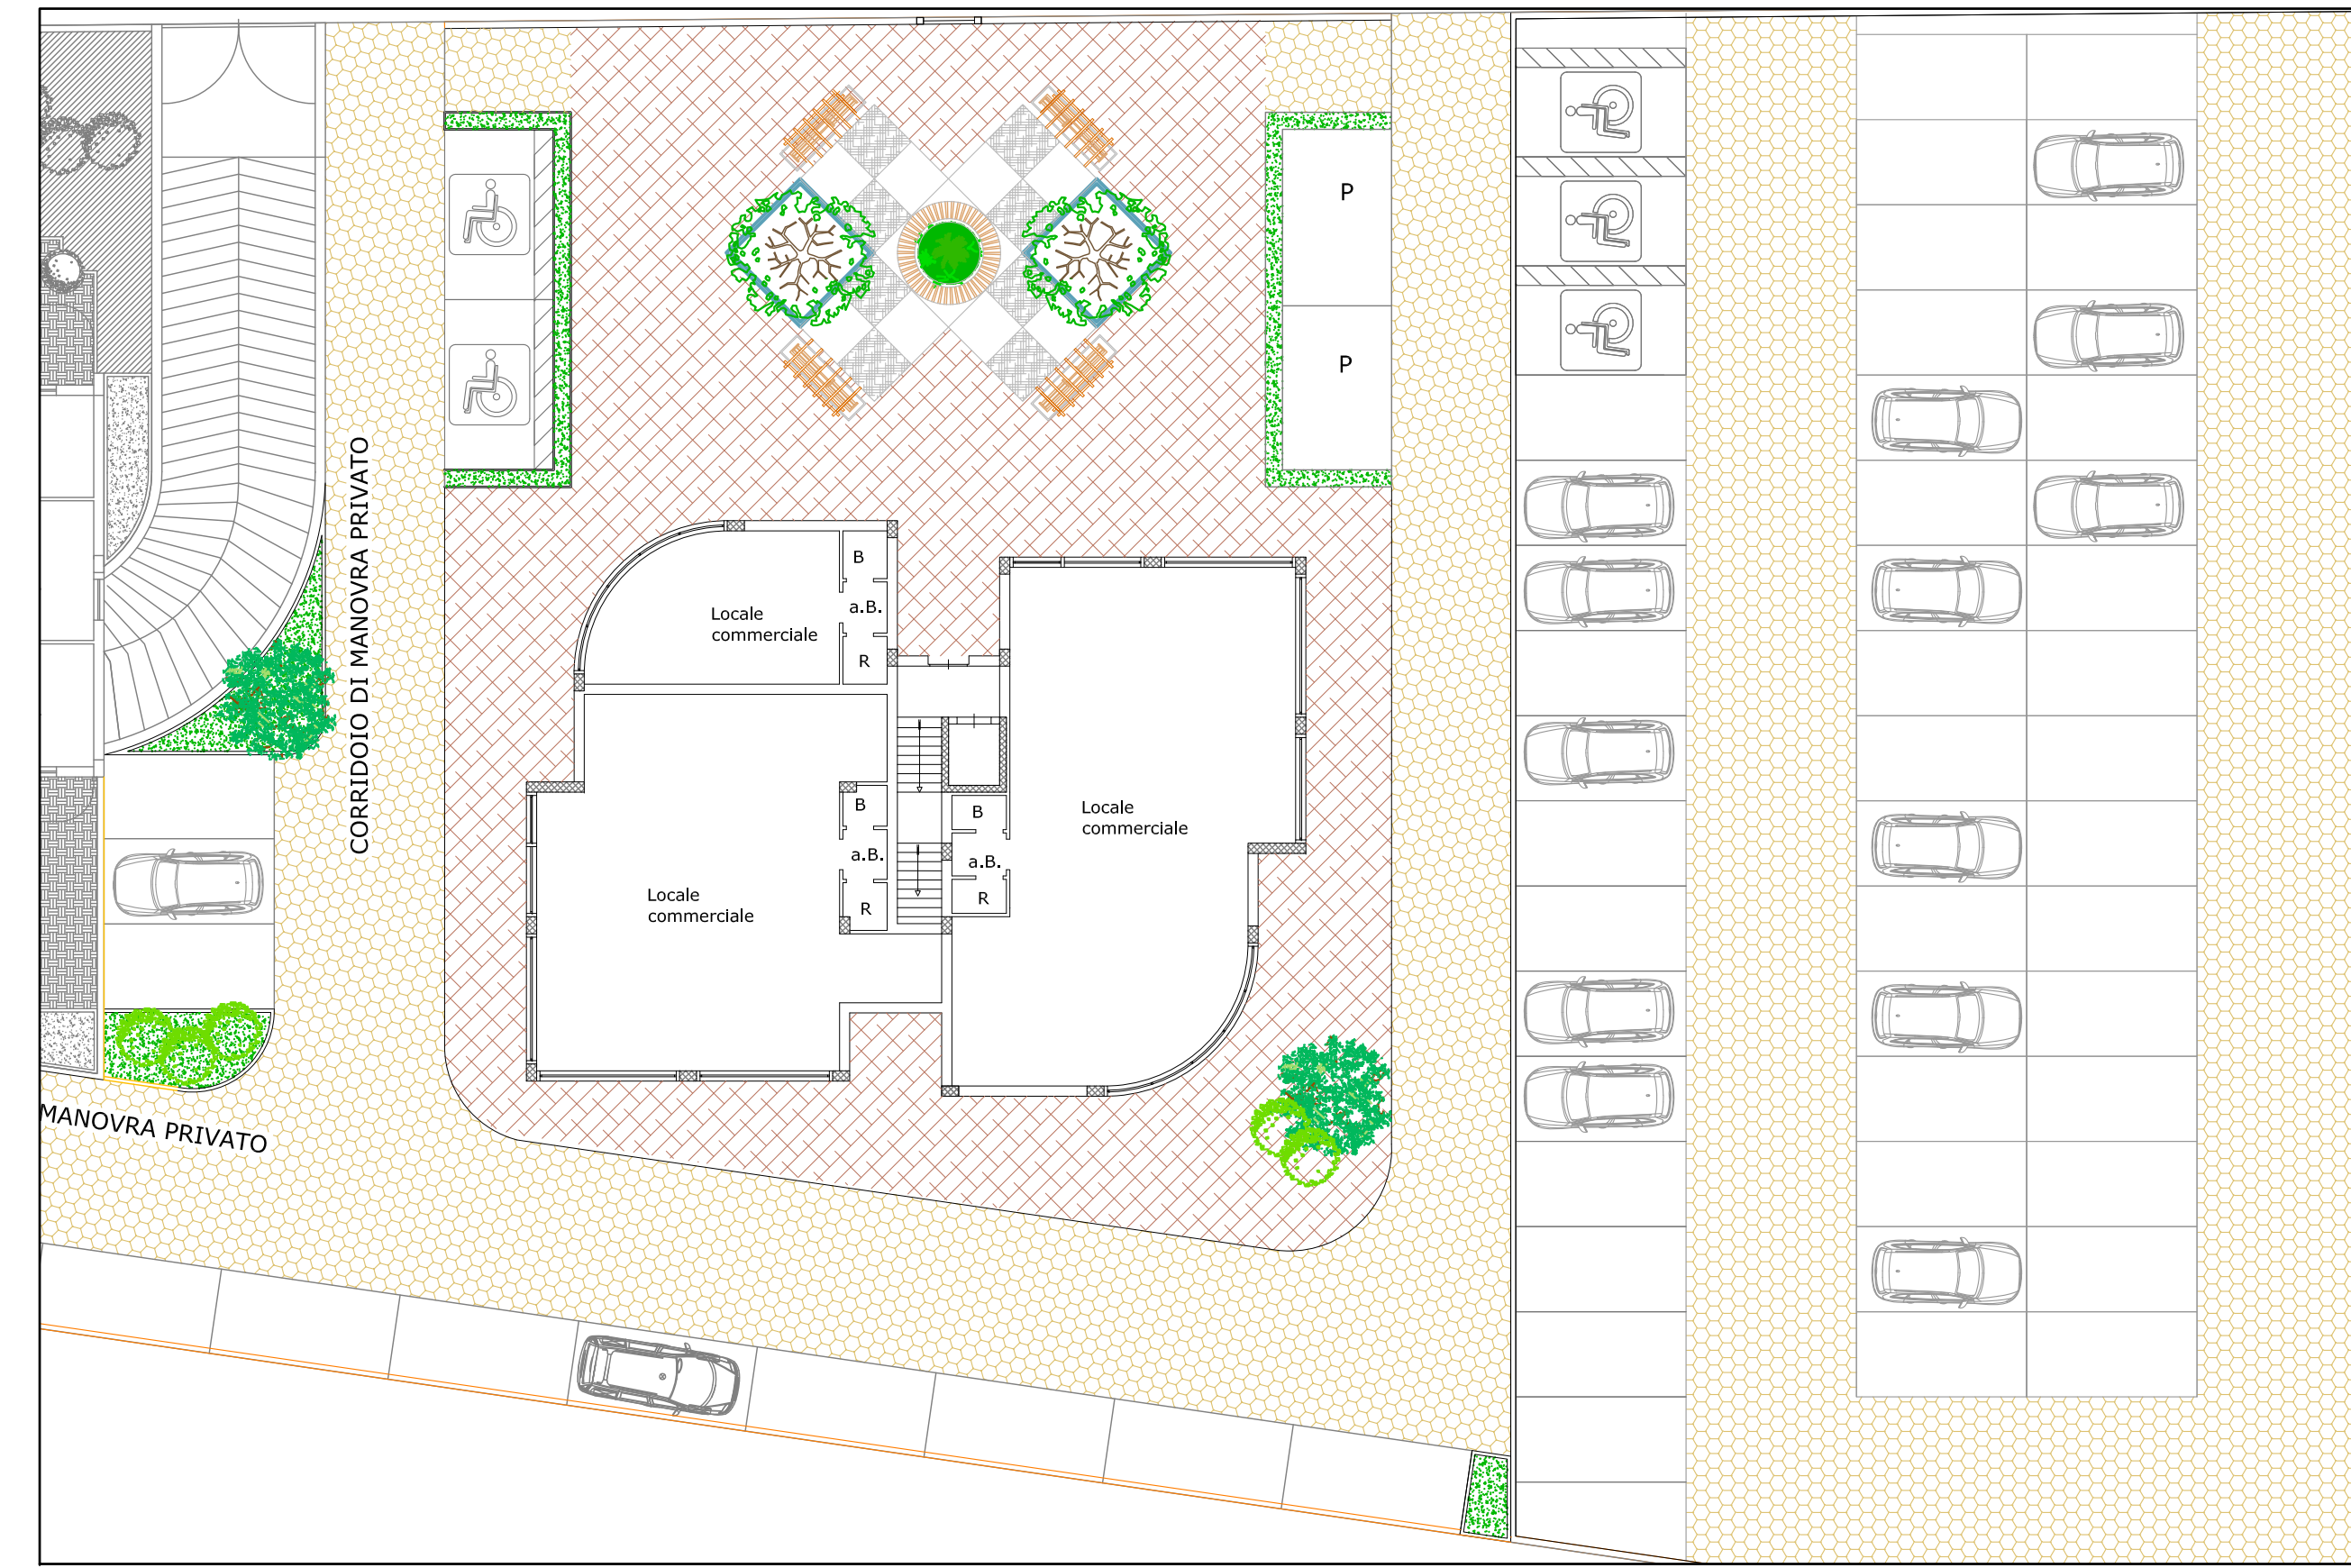 P
P
CORRIDOIO DI MANOVRA PRIVATO
B
a.B.
R
Locale
commerciale
B
a.B.
R
Locale
commerciale
B
a.B.
R
Locale
commerciale
MANOVRA PRIVATO